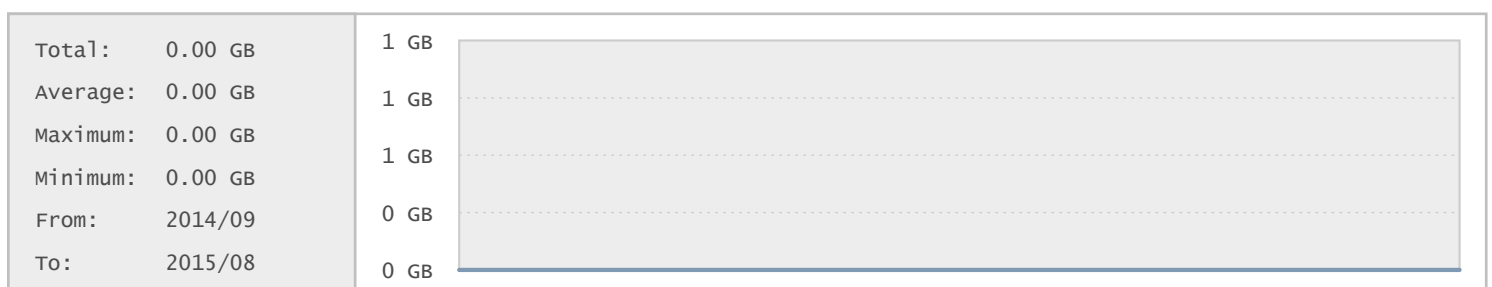 Total: 0.00 GB
Average: 0.00 GB
Maximum: 0.00 GB
Minimum: 0.00 GB
From: 2014/09
To: 2015/08
1 GB
1 GB
1 GB
0 GB
0 GB